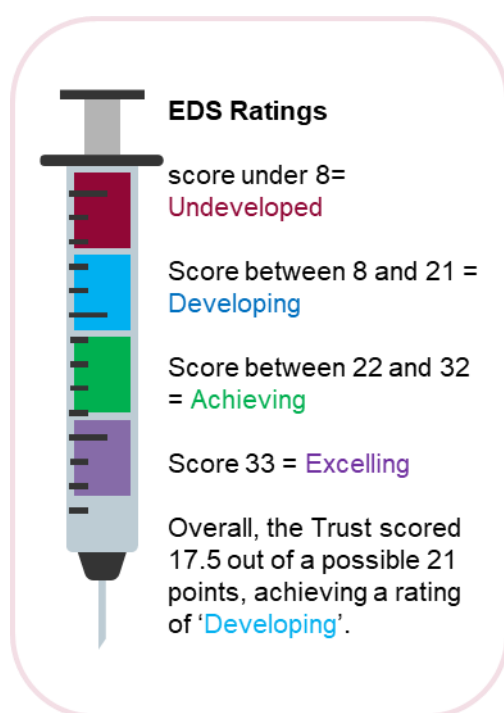 EDS Ratings
score under 8=
Undeveloped
Score between 8 and 21 =
Developing
Score between 22 and 32
= Achieving
Score 33 = Excelling
Overall, the Trust scored
17.5 out of a possible 21
points, achieving a rating
of ‘Developing’.